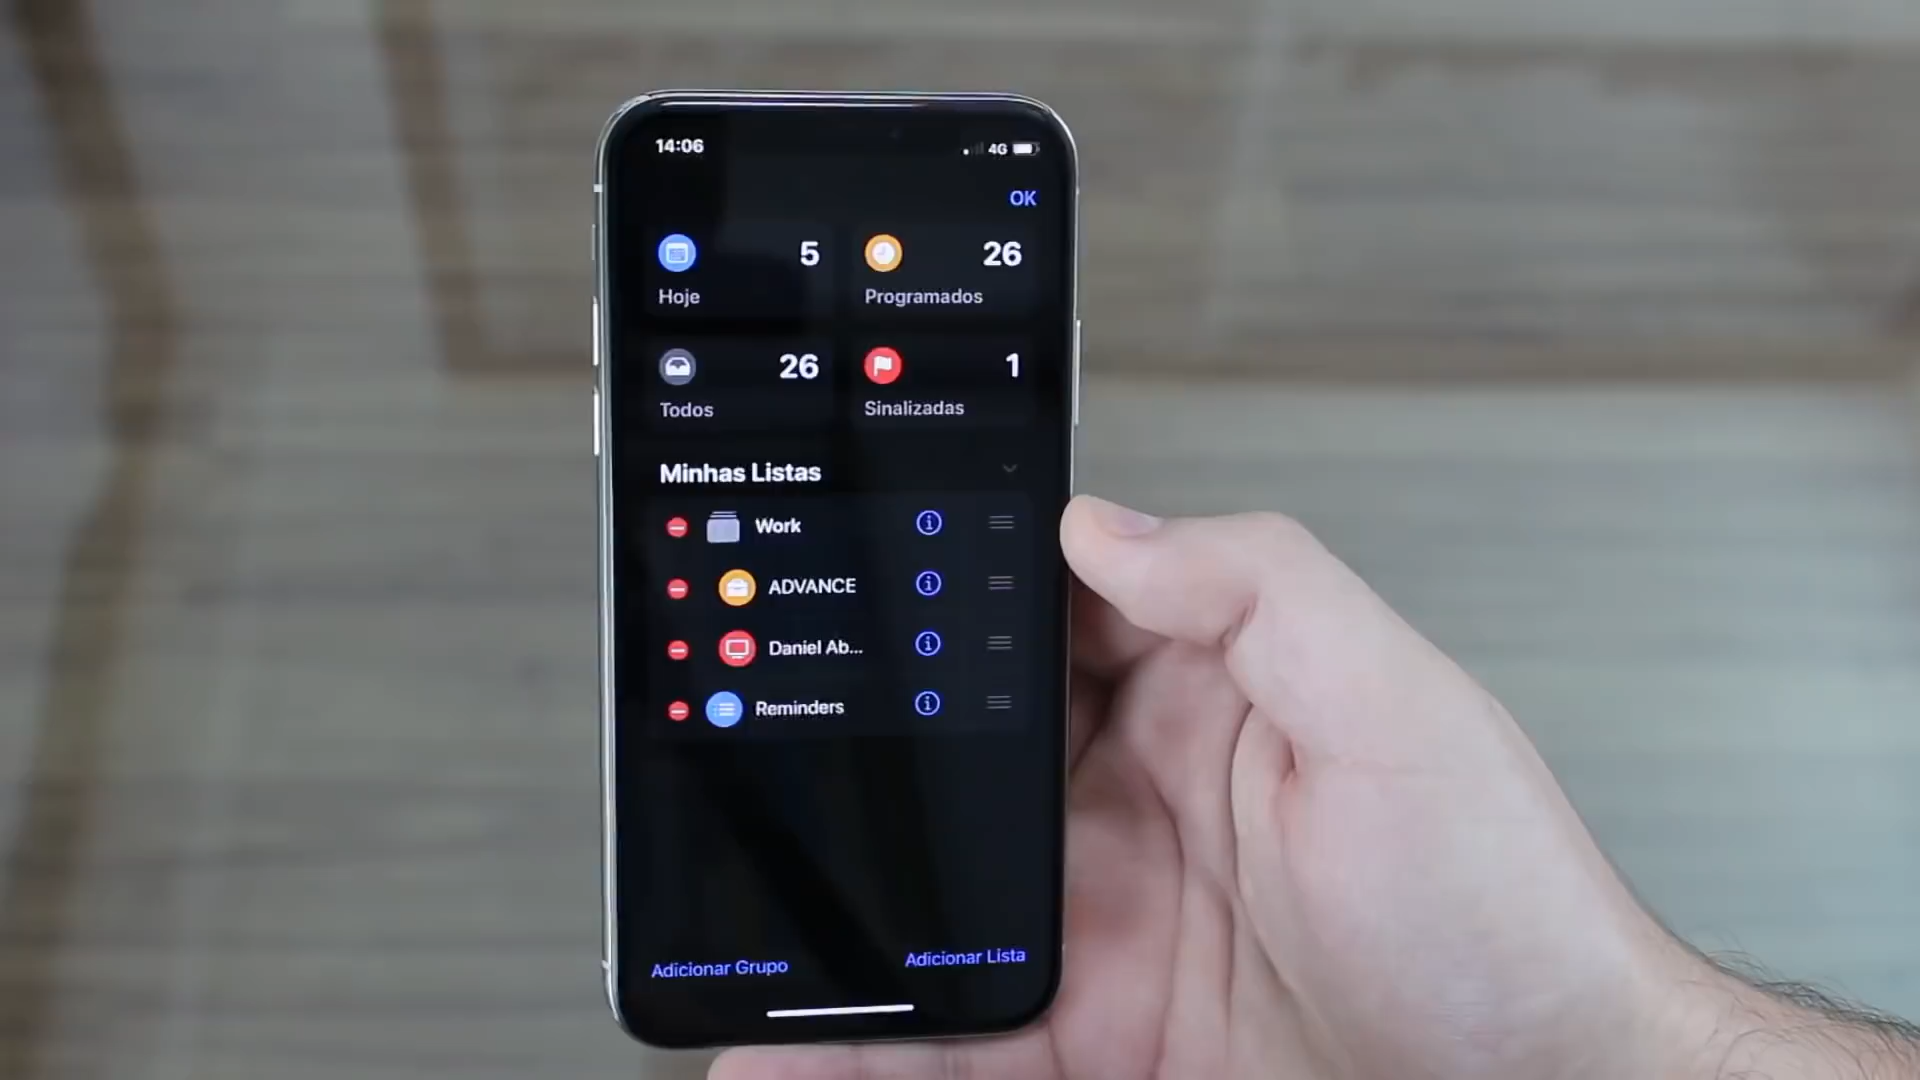 14:06
4G
OK
5
26
Hoje
Programados
26
1
Todos
Sinalizadas
Minhas Listas
Work
ADVANCE
Daniel Ab...
Reminders
Adicionar Grupo
Adicionar Lista